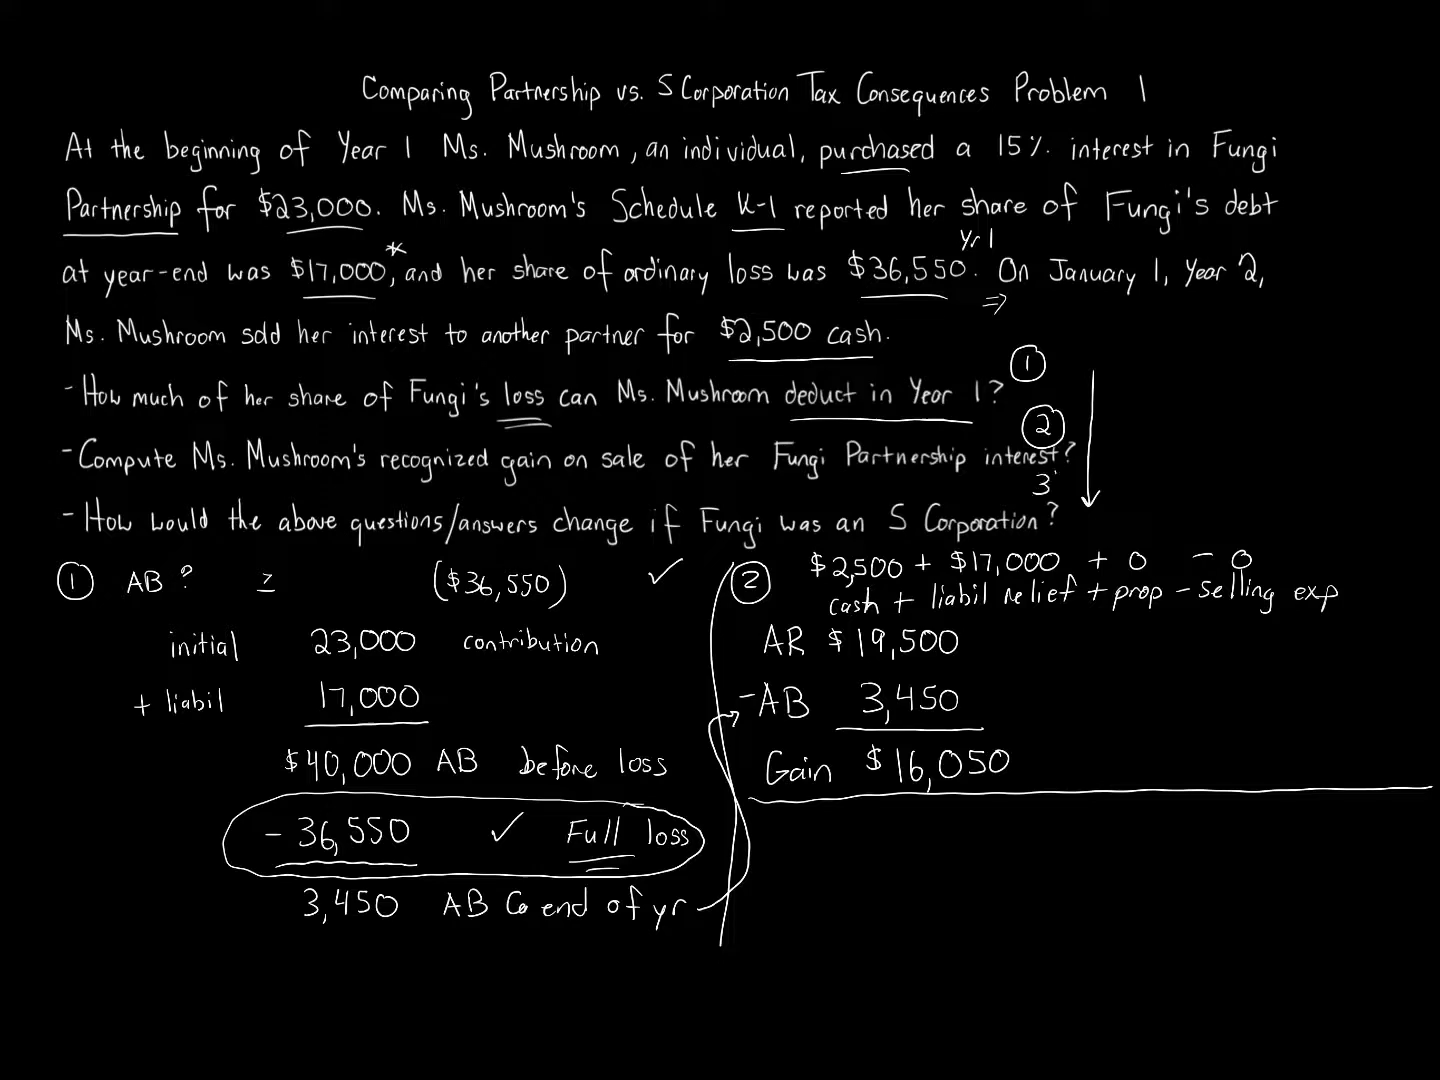 Comparing Partnership vs. S Corporation Tax Consequences Problem 1
At the beginning of Year 1 Ms. Mushroom, an individual, purchased a 15% interest in Fungi
Partnership for $23,000. Ms. Mushroom's Schedule K-1 reported her share of Fungi's debt
yr 1
at year-end was $17,000*, and her share of ordinary loss was $36,550. On January 1, Year 2,
⇒
Ms. Mushroom sold her interest to another partner for $2,500 cash.
- How much of her share of Fungi's loss can Ms. Mushroom deduct in Year 1? ①
- Compute Ms. Mushroom's recognized gain on sale of her Fungi Partnership interest? ②
3
- How would the above questions/answers change if Fungi was an S Corporation?
① AB? ≥ ($36,550) ✓
initial 23,000 contribution
+ liabil 17,000
$40,000 AB before loss
- 36,550 ✓ Full loss
3,450 AB @ end of yr
② $2,500 + $17,000 + 0 - 0
cash + liabil relief + prop - selling exp
AR $19,500
- AB 3,450
Gain $16,050